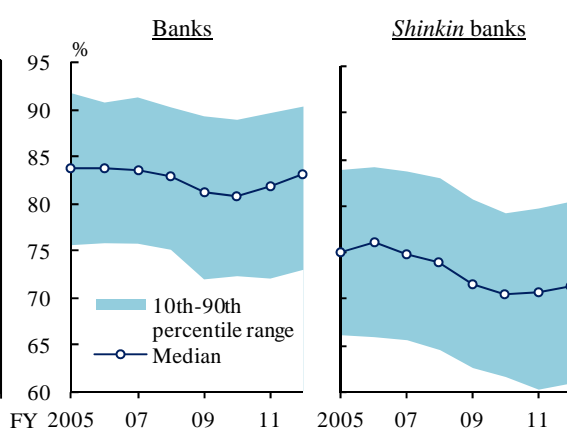 Banks
Shinkin banks
%
95
90
85
80
75
70
65
60
10th-90th
percentile range
Median
FY 2005 07 09 11
2005 07 09 11